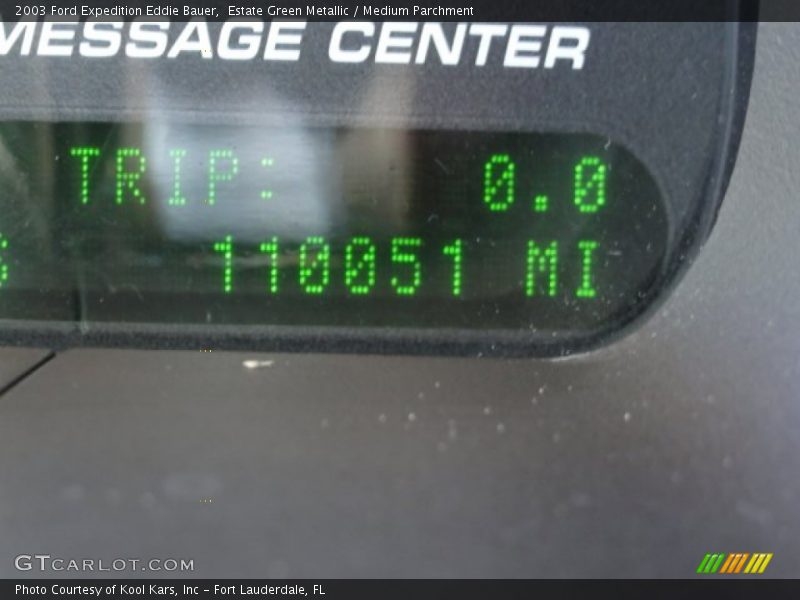 2003 Ford Expedition Eddie Bauer,  Estate Green Metallic / Medium Parchment
MESSAGE CENTER
TRIP: 0.0
110051 MI
GTCARLOT.COM
Photo Courtesy of Kool Kars, Inc - Fort Lauderdale, FL